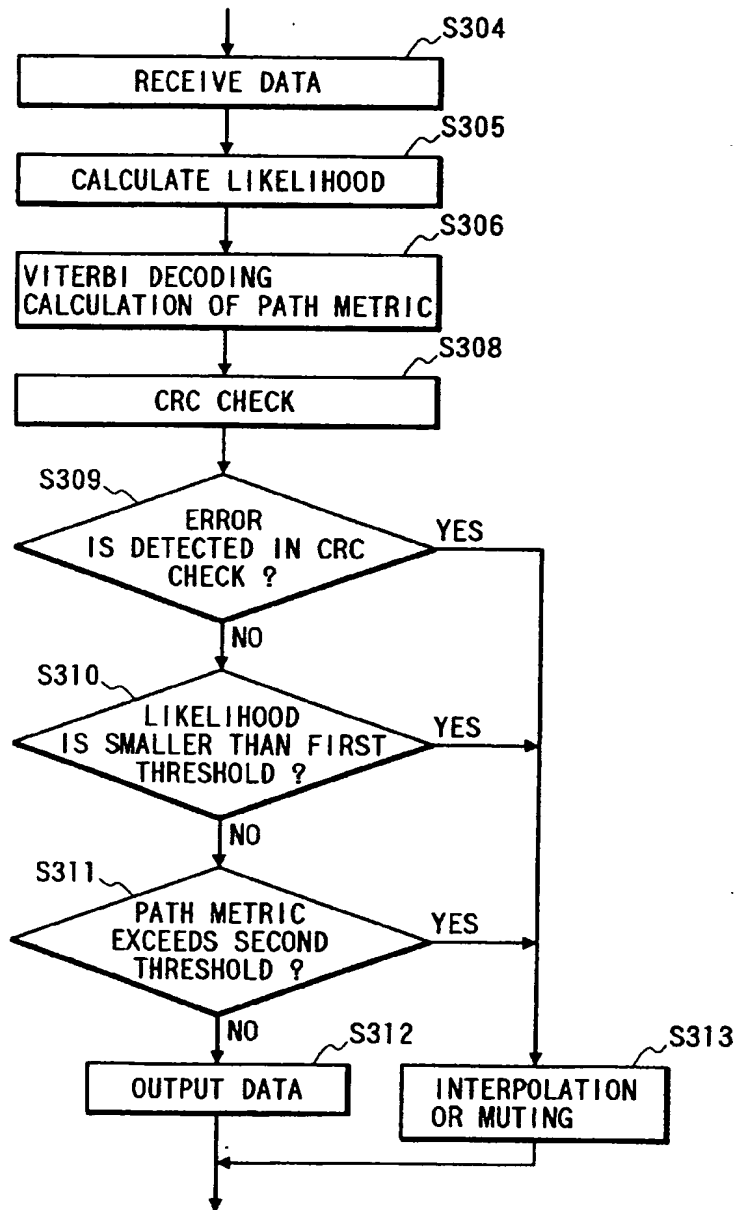 S304
RECEIVE DATA
S305
CALCULATE LIKELIHOOD
S306
VITERBI DECODING
CALCULATION OF PATH METRIC
S308
CRC CHECK
S309
ERROR
IS DETECTED IN CRC
CHECK ?
YES
NO
S310
LIKELIHOOD
IS SMALLER THAN FIRST
THRESHOLD ?
YES
NO
S311
PATH METRIC
EXCEEDS SECOND
THRESHOLD ?
YES
NO
S312
OUTPUT DATA
S313
INTERPOLATION
OR MUTING